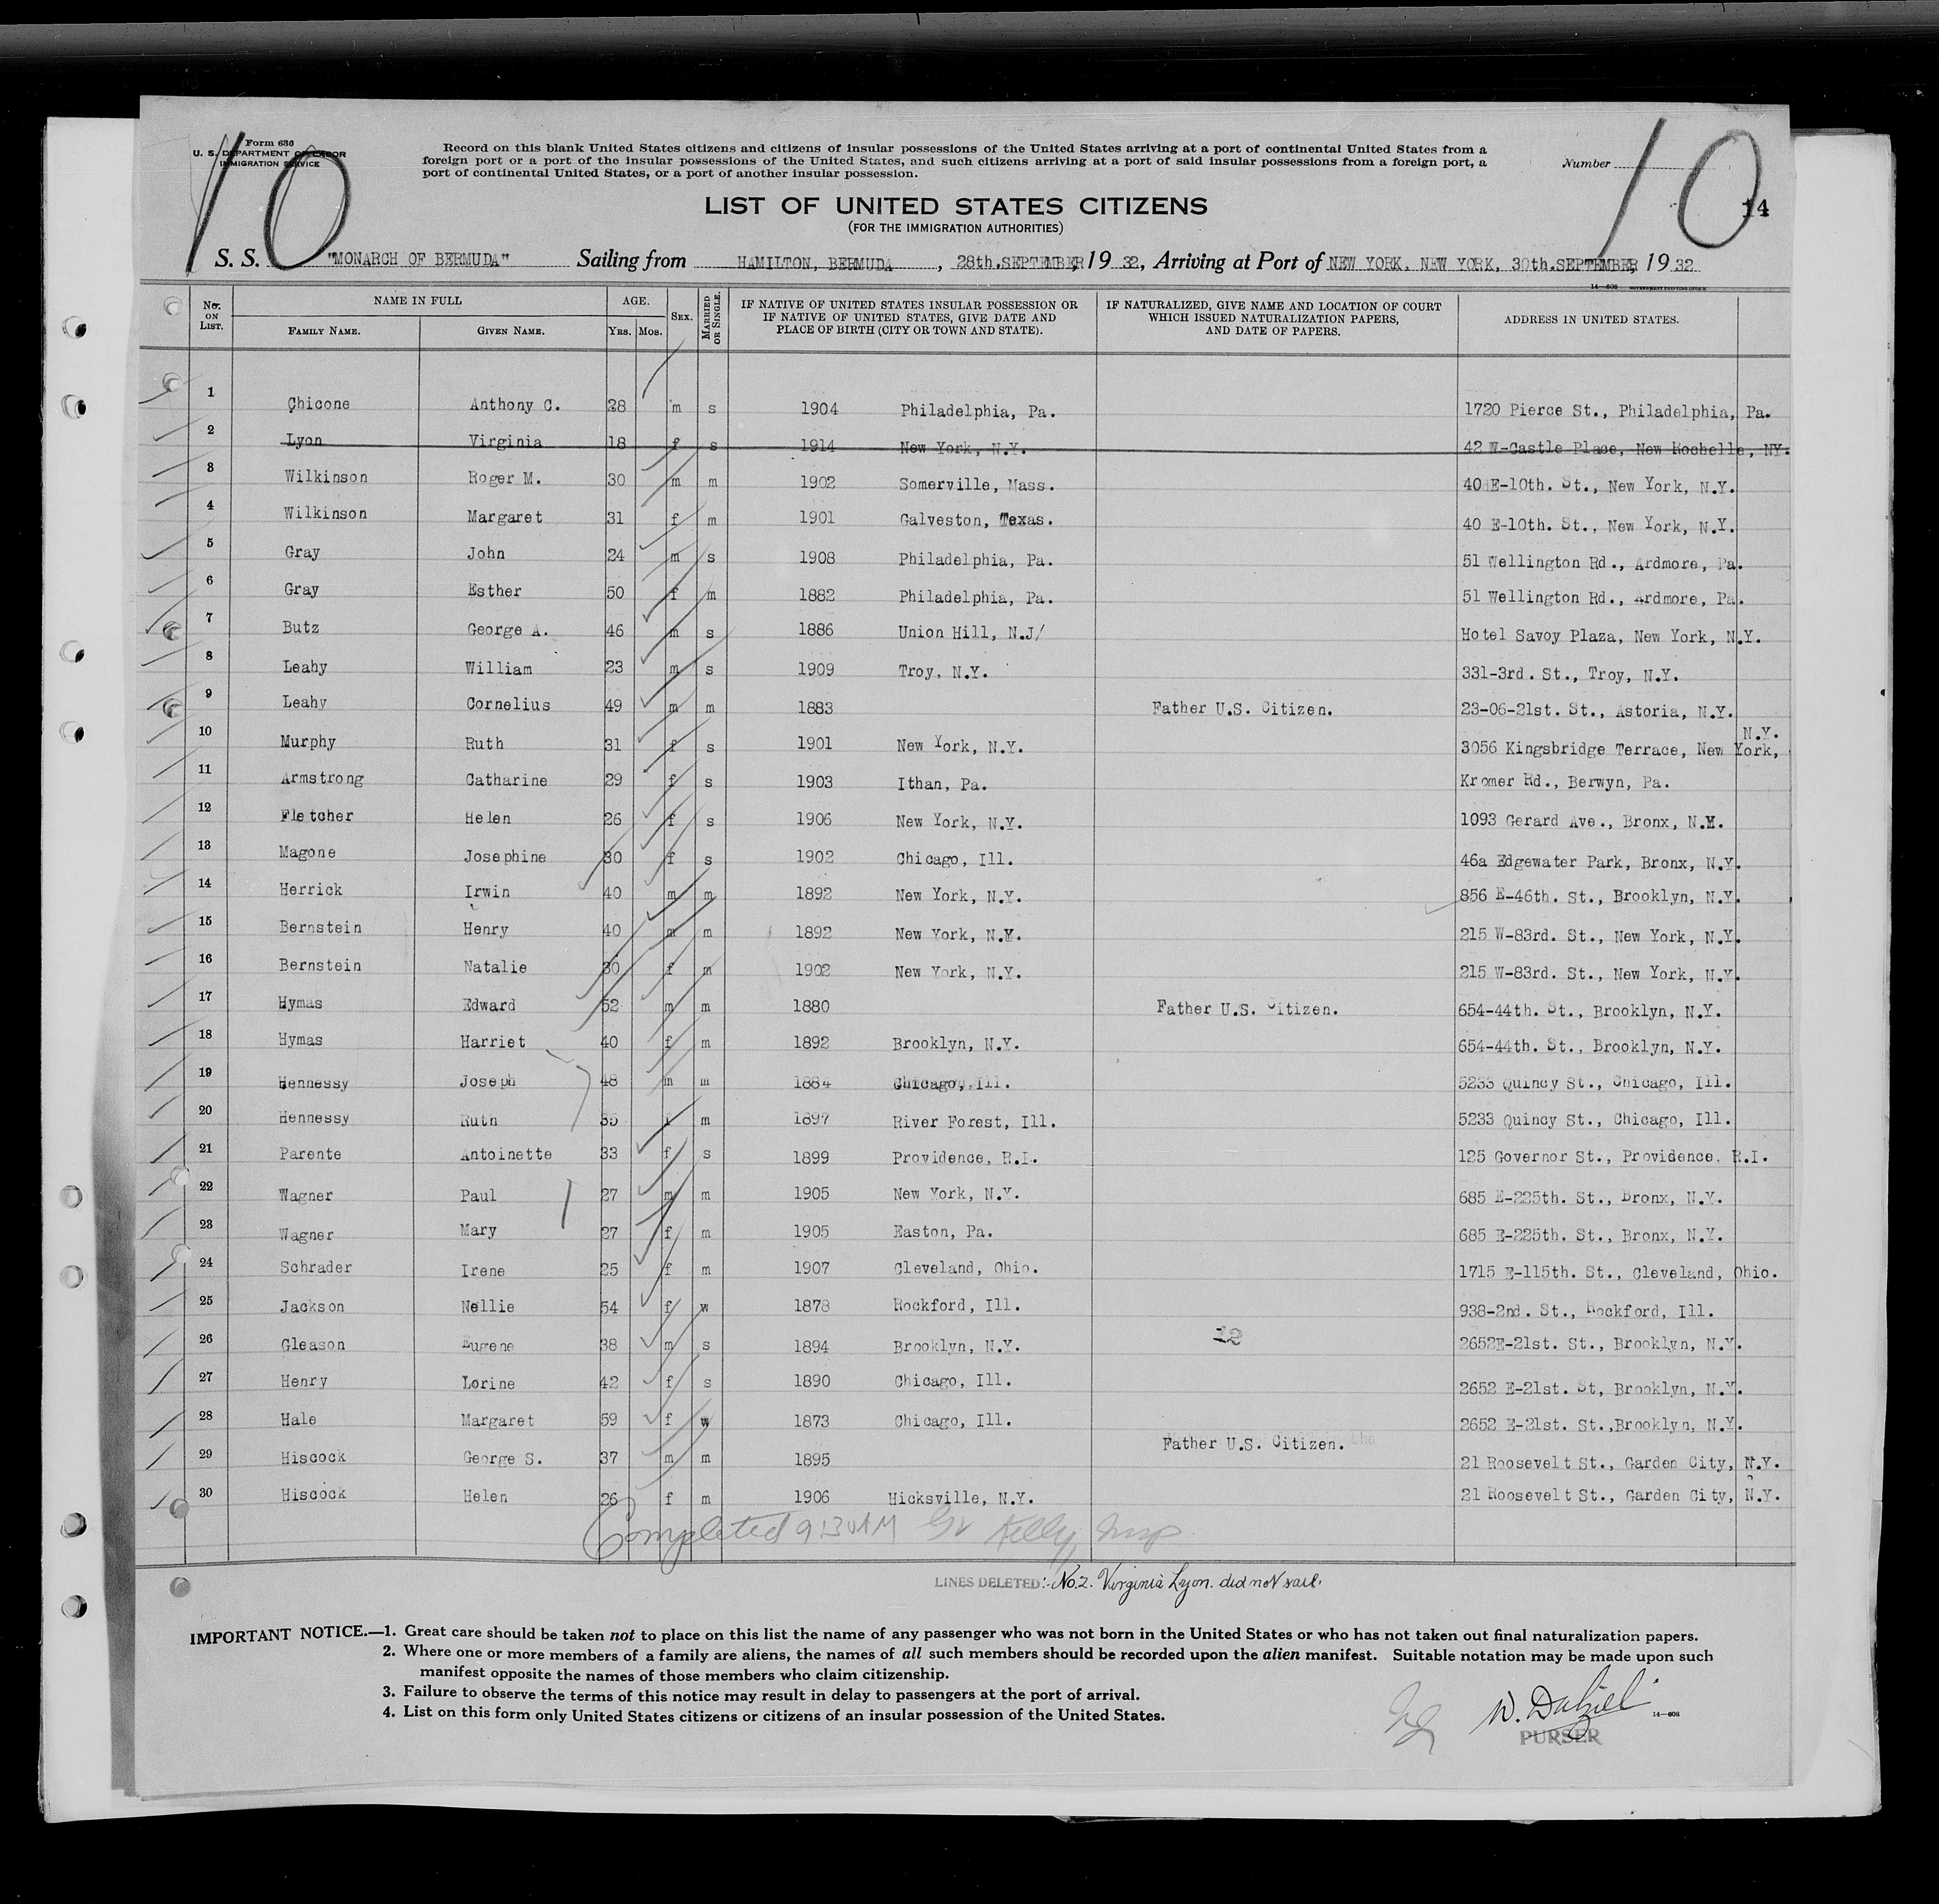 10
10
Form 630
U. S. DEPARTMENT OF LABOR
IMMIGRATION SERVICE
Record on this blank United States citizens and citizens of insular possessions of the United States arriving at a port of continental United States from a
foreign port or a port of the insular possessions of the United States, and such citizens arriving at a port of said insular possessions from a foreign port, a
port of continental United States, or a port of another insular possession.
Number
14
LIST OF UNITED STATES CITIZENS
(FOR THE IMMIGRATION AUTHORITIES)
S. S. "MONARCH OF BERMUDA" Sailing from HAMILTON, BERMUDA, 28th.SEPTEMBER, 1932, Arriving at Port of NEW YORK, NEW YORK, 30th.SEPTEMBER, 1932
14—608
No. ON LIST. NAME IN FULL FAMILY NAME. GIVEN NAME. AGE. YRS. MOS. SEX. MARRIED OR SINGLE. IF NATIVE OF UNITED STATES INSULAR POSSESSION OR IF NATIVE OF UNITED STATES, GIVE DATE AND PLACE OF BIRTH (CITY OR TOWN AND STATE). IF NATURALIZED, GIVE NAME AND LOCATION OF COURT WHICH ISSUED NATURALIZATION PAPERS, AND DATE OF PAPERS. ADDRESS IN UNITED STATES.
1 Chicone Anthony C. 28 m s 1904 Philadelphia, Pa. 1720 Pierce St., Philadelphia, Pa.
2 Lyon Virginia 18 f s 1914 New York, N.Y. 42 W-Castle Place, New Rochelle, NY.
3 Wilkinson Roger M. 30 m m 1902 Somerville, Mass. 40 E-10th. St., New York, N.Y.
4 Wilkinson Margaret 31 f m 1901 Galveston, Texas. 40 E-10th. St., New York, N.Y.
5 Gray John 24 m s 1908 Philadelphia, Pa. 51 Wellington Rd., Ardmore, Pa.
6 Gray Esther 50 f m 1882 Philadelphia, Pa. 51 Wellington Rd., Ardmore, Pa.
7 Butz George A. 46 m s 1886 Union Hill, N.J/ Hotel Savoy Plaza, New York, N.Y.
8 Leahy William 23 m s 1909 Troy, N.Y. 331-3rd. St., Troy, N.Y.
9 Leahy Cornelius 49 m m 1883 Father U.S. Citizen. 23-06-21st. St., Astoria, N.Y.
10 Murphy Ruth 31 f s 1901 New York, N.Y. 3056 Kingsbridge Terrace, New York, N.Y.
11 Armstrong Catharine 29 f s 1903 Ithan, Pa. Kromer Rd., Berwyn, Pa.
12 Fletcher Helen 26 f s 1906 New York, N.Y. 1093 Gerard Ave., Bronx, N.Y.
13 Magone Josephine 30 f s 1902 Chicago, Ill. 46a Edgewater Park, Bronx, N.Y.
14 Herrick Irwin 40 m m 1892 New York, N.Y. 856 E-46th. St., Brooklyn, N.Y.
15 Bernstein Henry 40 m m 1892 New York, N.Y. 215 W-83rd. St., New York, N.Y.
16 Bernstein Natalie 30 f m 1902 New York, N.Y. 215 W-83rd. St., New York, N.Y.
17 Hymas Edward 52 m m 1880 Father U.S. Citizen. 654-44th. St., Brooklyn, N.Y.
18 Hymas Harriet 40 f m 1892 Brooklyn, N.Y. 654-44th. St., Brooklyn, N.Y.
19 Hennessy Joseph 48 m m 1884 Chicago, Ill. 5233 Quincy St., Chicago, Ill.
20 Hennessy Ruth 35 f m 1897 River Forest, Ill. 5233 Quincy St., Chicago, Ill.
21 Parente Antoinette 33 f s 1899 Providence, R.I. 125 Governor St., Providence, R.I.
22 Wagner Paul 27 m m 1905 New York, N.Y. 685 E-225th. St., Bronx, N.Y.
23 Wagner Mary 27 f m 1905 Easton, Pa. 685 E-225th. St., Bronx, N.Y.
24 Schrader Irene 25 f m 1907 Cleveland, Ohio. 1715 E-115th. St., Cleveland, Ohio.
25 Jackson Nellie 54 f w 1878 Rockford, Ill. 938-2nd. St., Rockford, Ill.
26 Gleason Eugene 38 m s 1894 Brooklyn, N.Y. 12 2652E-21st. St., Brooklyn, N.Y.
27 Henry Lorine 42 f s 1890 Chicago, Ill. 2652 E-21st. St, Brooklyn, N.Y.
28 Hale Margaret 59 f w 1873 Chicago, Ill. 2652 E-21st. St.,Brooklyn, N.Y.
29 Hiscock George S. 37 m m 1895 Father U.S. Citizen. 21 Roosevelt St., Garden City, N.Y.
30 Hiscock Helen 26 f m 1906 Hicksville, N.Y. 21 Roosevelt St., Garden City, N.Y.
Completed 9:30AM Kelly, Insp
LINES DELETED:- No.2. Virginia Lyon. did not sail.
IMPORTANT NOTICE.—1. Great care should be taken not to place on this list the name of any passenger who was not born in the United States or who has not taken out final naturalization papers.
2. Where one or more members of a family are aliens, the names of all such members should be recorded upon the alien manifest. Suitable notation may be made upon such
manifest opposite the names of those members who claim citizenship.
3. Failure to observe the terms of this notice may result in delay to passengers at the port of arrival.
4. List on this form only United States citizens or citizens of an insular possession of the United States.
W. Dalziel
14—608
PURSER